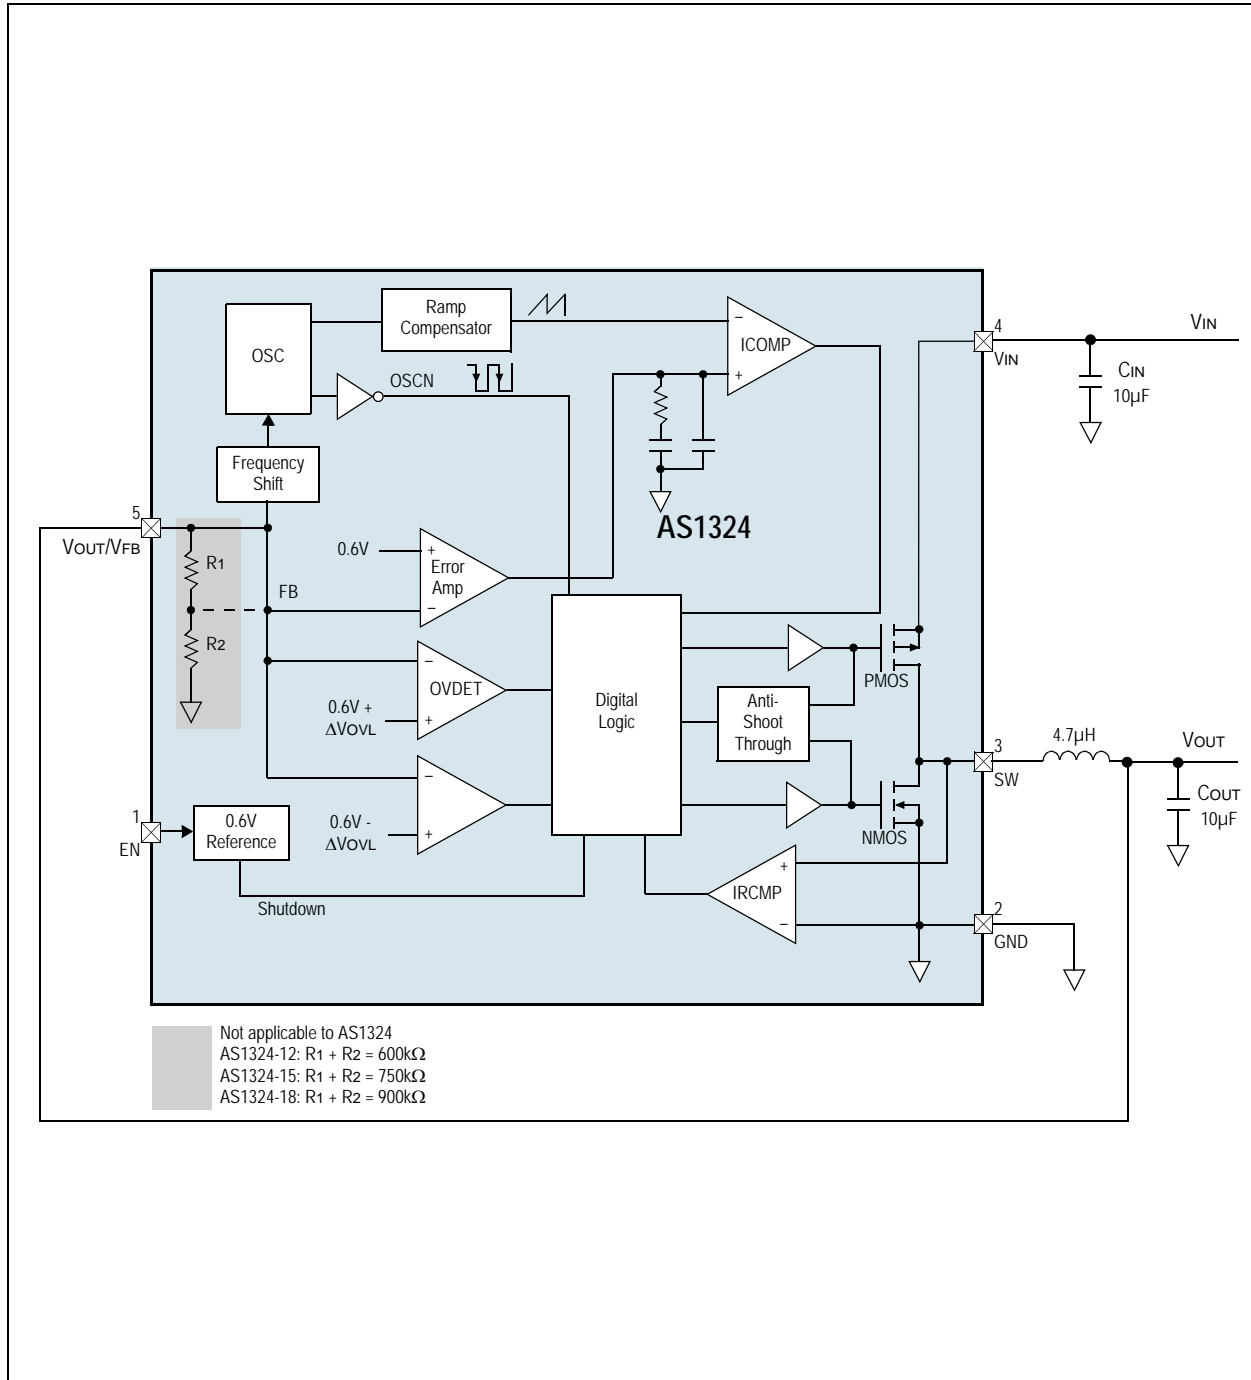 Ramp
Compensator
OSC
OSCN
ICOMP
−
+
4
VIN
VIN
CIN
10µF
Frequency
Shift
5
VOUT/VFB
R1
R2
FB
0.6V
+
Error
Amp
−
AS1324
−
OVDET
+
0.6V +
ΔVOVL
Digital
Logic
Anti-
Shoot
Through
PMOS
NMOS
3
SW
4.7µH
VOUT
COUT
10µF
−
+
0.6V -
ΔVOVL
1
EN
0.6V
Reference
Shutdown
+
IRCMP
−
2
GND
Not applicable to AS1324
AS1324-12: R1 + R2 = 600kΩ
AS1324-15: R1 + R2 = 750kΩ
AS1324-18: R1 + R2 = 900kΩ